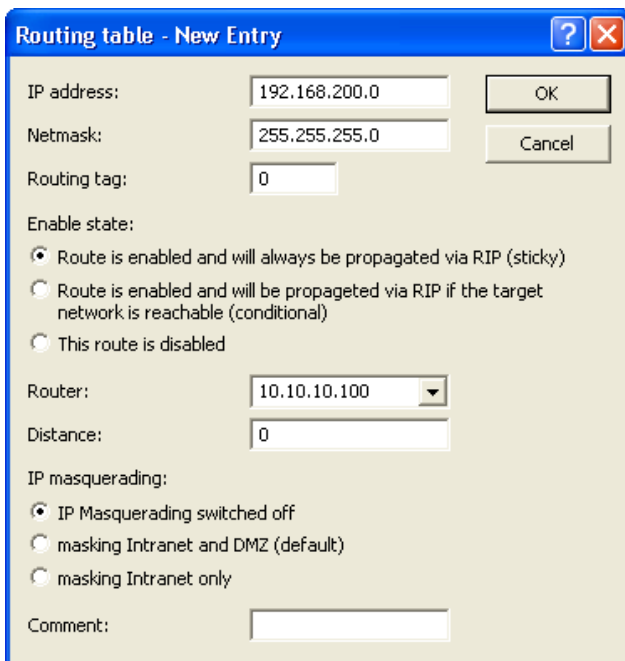 Routing table - New Entry
IP address:
192.168.200.0
OK
Netmask:
255.255.255.0
Cancel
Routing tag:
0
Enable state:
Route is enabled and will always be propagated via RIP (sticky)
Route is enabled and will be propageted via RIP if the target
network is reachable (conditional)
This route is disabled
Router:
10.10.10.100
Distance:
0
IP masquerading:
IP Masquerading switched off
masking Intranet and DMZ (default)
masking Intranet only
Comment: